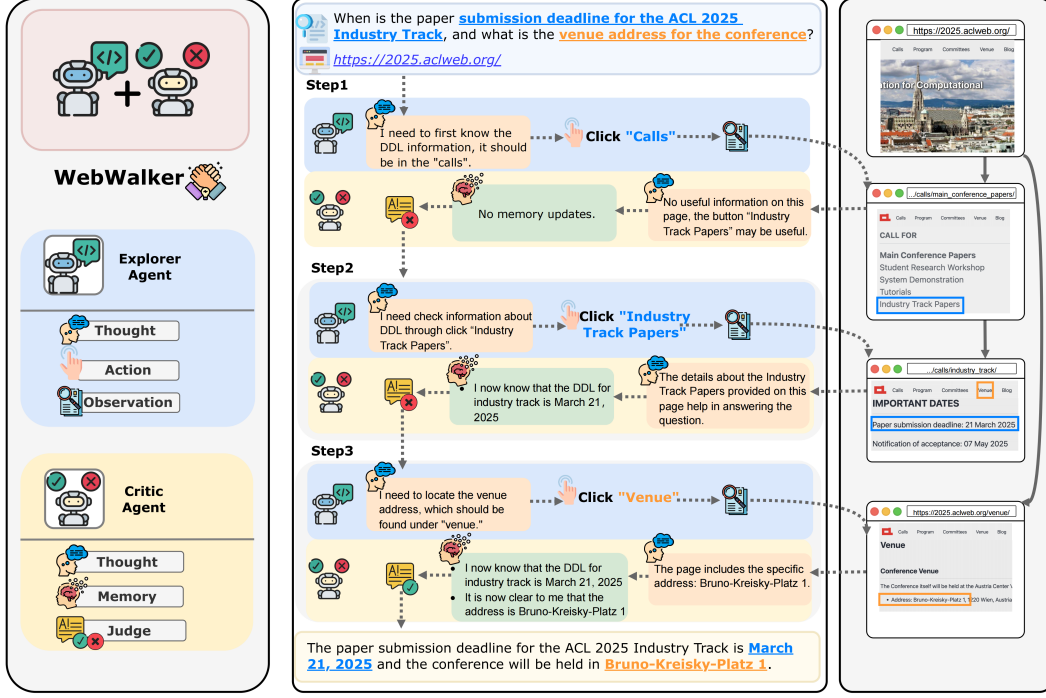 WebWalker
Explorer
Agent
Thought
Action
Observation
Critic
Agent
Thought
Memory
Judge
When is the paper submission deadline for the ACL 2025
Industry Track, and what is the venue address for the conference?
https://2025.aclweb.org/
Step1
I need to first know the
DDL information, it should
be in the "calls".
Click "Calls"
No useful information on this
page, the button “Industry
Track Papers” may be useful.
No memory updates.
Step2
I need check information about
DDL through click “Industry
Track Papers”.
Click "Industry
Track Papers"
The details about the Industry
Track Papers provided on this
page help in answering the
question.
• I now know that the DDL for
industry track is March 21,
2025
Step3
I need to locate the venue
address, which should be
found under "venue."
Click "Venue"
The page includes the specific
address: Bruno-Kreisky-Platz 1.
• I now know that the DDL for
industry track is March 21, 2025
• It is now clear to me that the
address is Bruno-Kreisky-Platz 1
The paper submission deadline for the ACL 2025 Industry Track is March
21, 2025 and the conference will be held in Bruno-Kreisky-Platz 1.
https://2025.aclweb.org/
Calls Program Committees Venue Blog
ation for Computational
.../calls/main_conference_papers/
Calls Program Committees Venue Blog
CALL FOR
Main Conference Papers
Student Research Workshop
System Demonstration
Tutorials
Industry Track Papers
.../calls/industry_track/
Calls Program Committees Venue Blog
IMPORTANT DATES
Paper submission deadline: 21 March 2025
Notification of acceptance: 07 May 2025
https://2025.aclweb.org/venue/
Calls Program Committees Venue Blog
Venue
Conference Venue
The Conference itself will be held at the Austria Center
• Address: Bruno-Kreisky-Platz 1, 1220 Wien, Austria